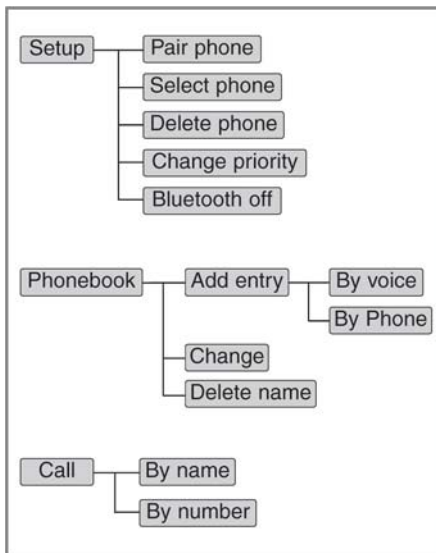 Setup
Pair phone
Select phone
Delete phone
Change priority
Bluetooth off
Phonebook
Add entry
By voice
By Phone
Change
Delete name
Call
By name
By number